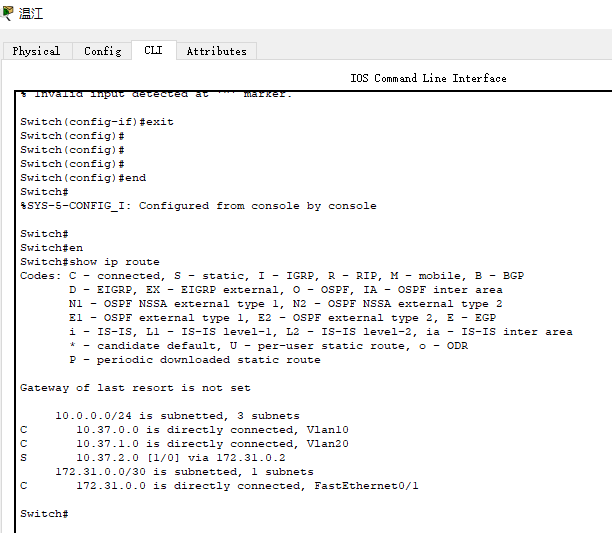 温江
Physical Config CLI Attributes
IOS Command Line Interface
% Invalid input detected at '^' marker.
Switch(config-if)#exit
Switch(config)#
Switch(config)#
Switch(config)#
Switch(config)#end
Switch#
%SYS-5-CONFIG_I: Configured from console by console
Switch#
Switch#en
Switch#show ip route
Codes: C - connected, S - static, I - IGRP, R - RIP, M - mobile, B - BGP
D - EIGRP, EX - EIGRP external, O - OSPF, IA - OSPF inter area
N1 - OSPF NSSA external type 1, N2 - OSPF NSSA external type 2
E1 - OSPF external type 1, E2 - OSPF external type 2, E - EGP
i - IS-IS, L1 - IS-IS level-1, L2 - IS-IS level-2, ia - IS-IS inter area
* - candidate default, U - per-user static route, o - ODR
P - periodic downloaded static route
Gateway of last resort is not set
10.0.0.0/24 is subnetted, 3 subnets
C 10.37.0.0 is directly connected, Vlan10
C 10.37.1.0 is directly connected, Vlan20
S 10.37.2.0 [1/0] via 172.31.0.2
172.31.0.0/30 is subnetted, 1 subnets
C 172.31.0.0 is directly connected, FastEthernet0/1
Switch#